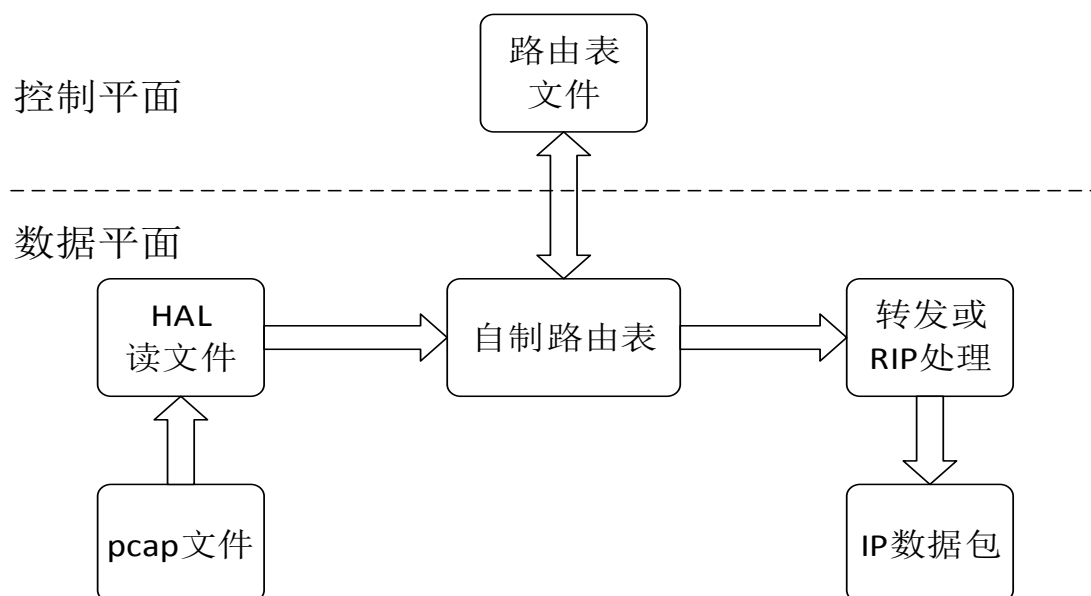 路由表
文件
控制平面
数据平面
HAL
读文件
自制路由表
转发或
RIP处理
pcap文件
IP数据包